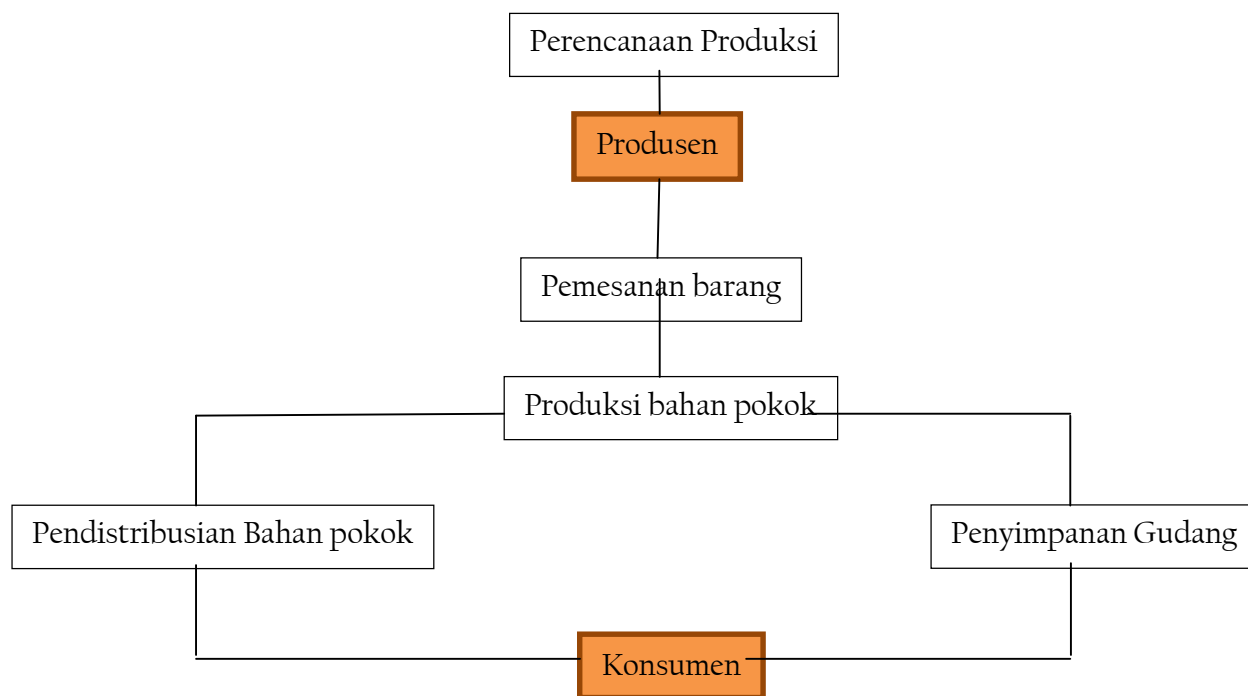 Perencanaan Produksi
Produsen
Pemesanan barang
Produksi bahan pokok
Pendistribusian Bahan pokok
Penyimpanan Gudang
Konsumen